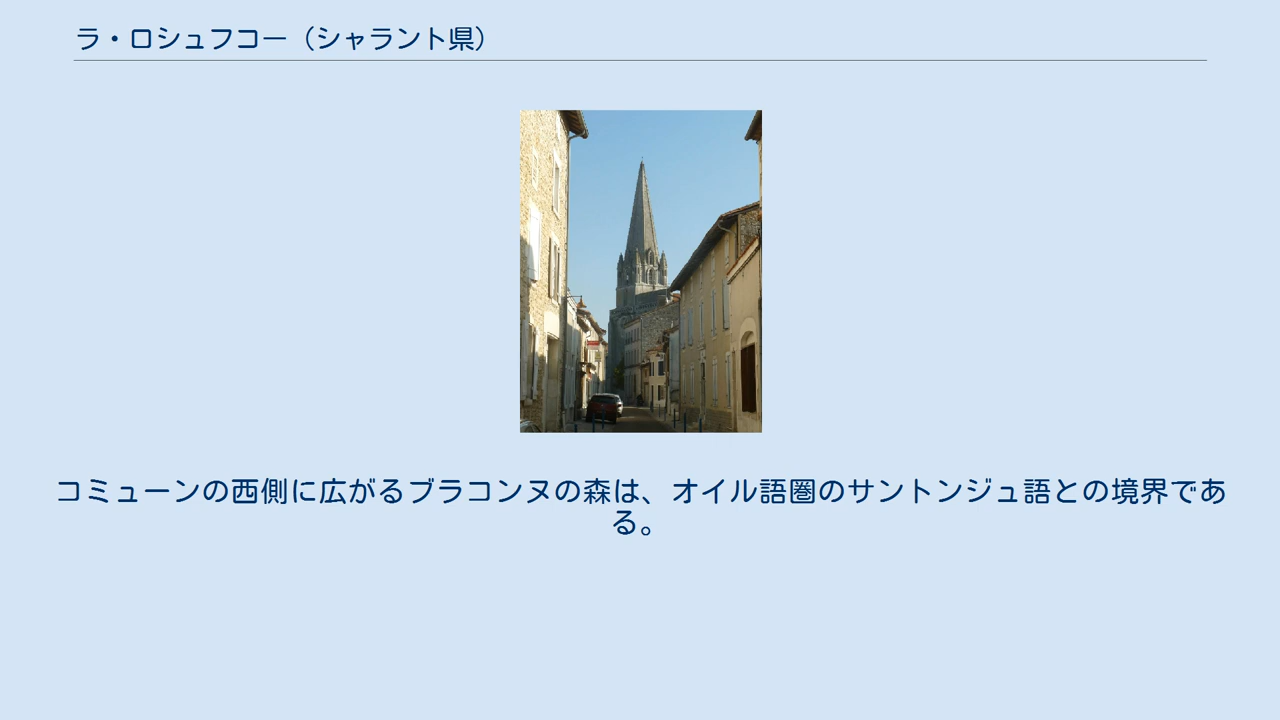 ラ・ロシュフコー（シャラント県）
コミューンの西側に広がるブラコンヌの森は、オイル語圏のサントンジュ語との境界であ
る。